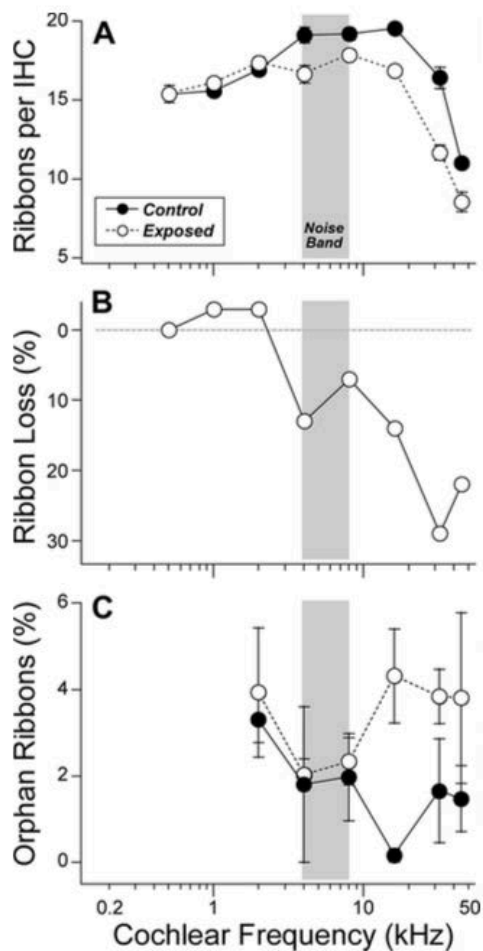 A
Ribbons per IHC
20
15
10
5
Control
Exposed
Noise
Band
B
Ribbon Loss (%)
0
10
20
30
C
Orphan Ribbons (%)
6
4
2
0
0.2
1
10
50
Cochlear Frequency (kHz)